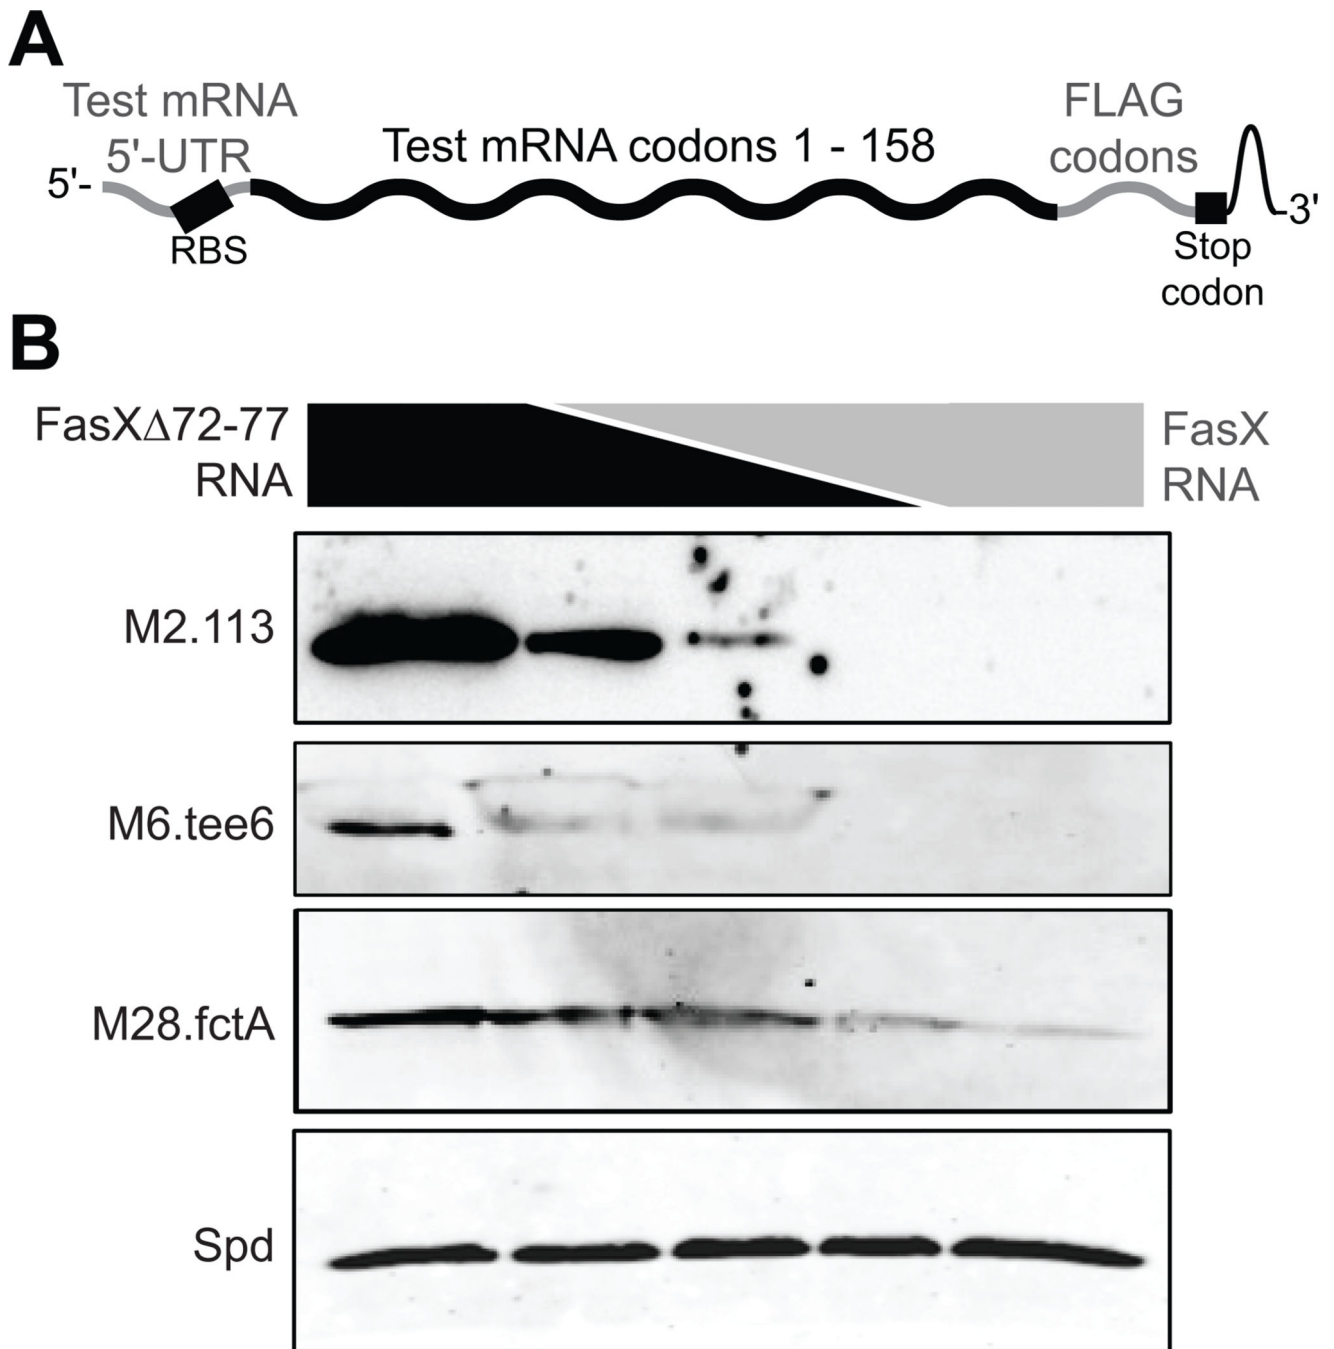 A
Test mRNA
5'-UTR
Test mRNA codons 1 - 158
FLAG
codons
5'-
-3'
RBS
Stop
codon
B
FasXΔ72-77
RNA
FasX
RNA
M2.113
M6.tee6
M28.fctA
Spd